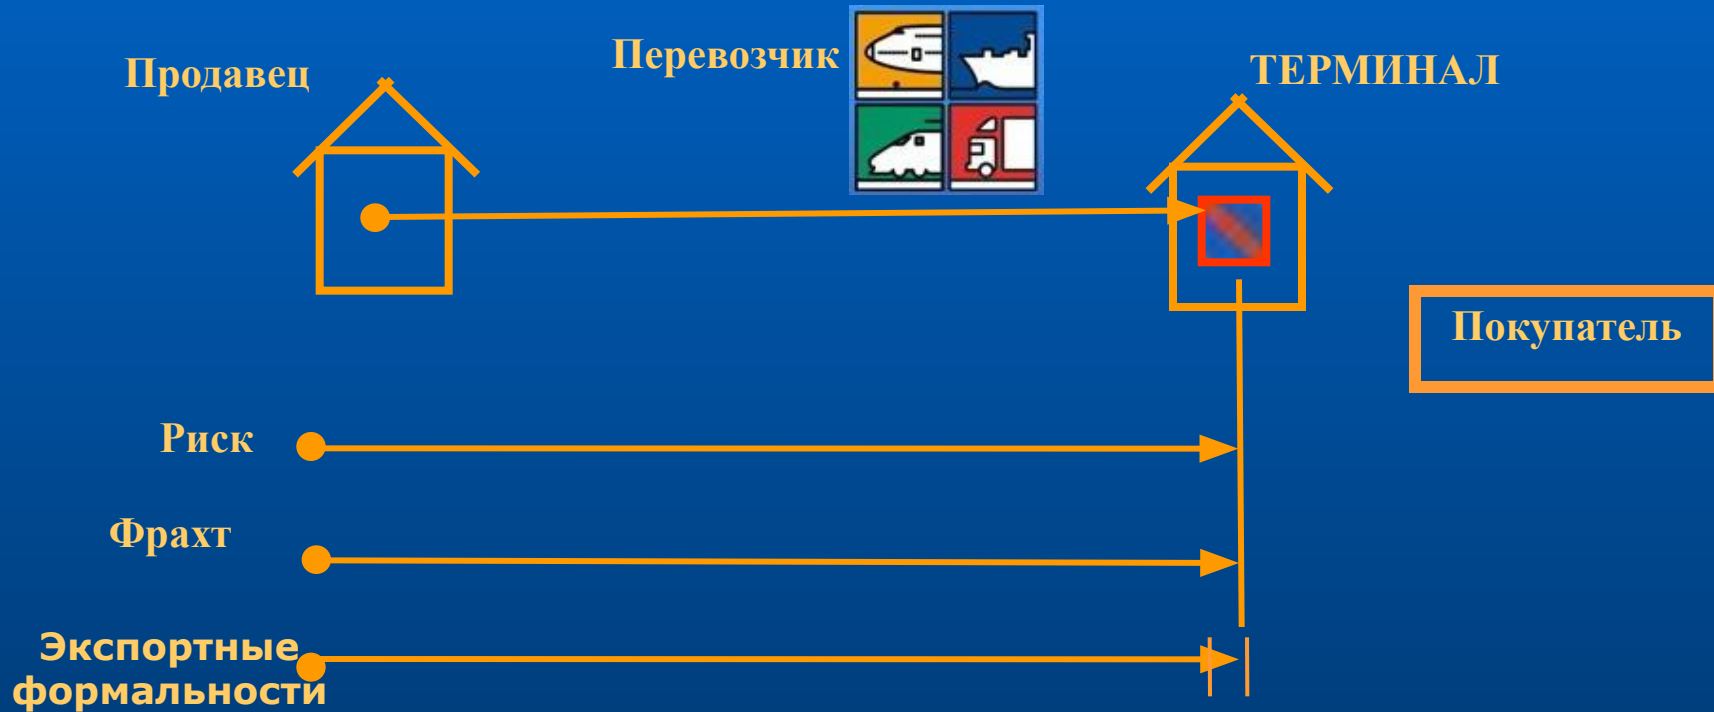 Продавец
Перевозчик
ТЕРМИНАЛ
Покупатель
Риск
Фрахт
Экспортные
формальности